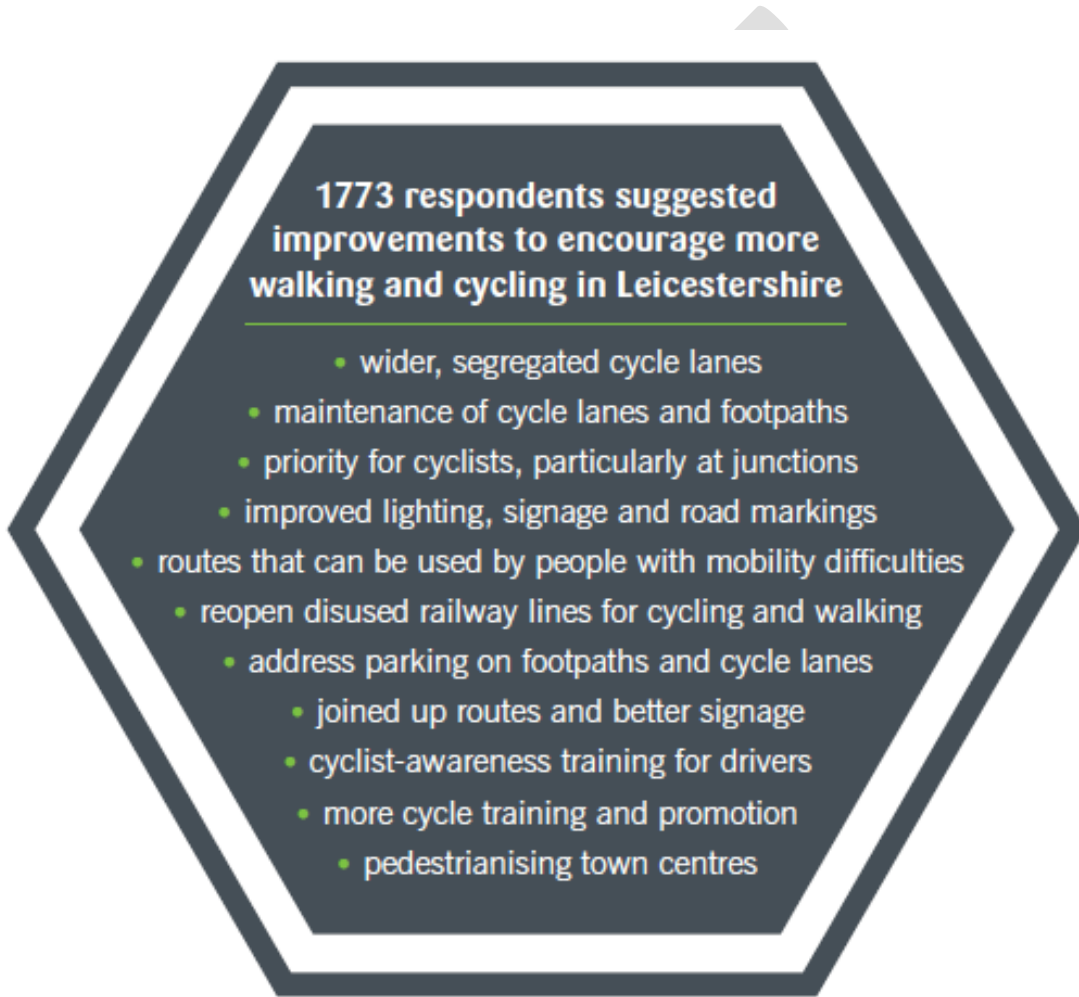 1773 respondents suggested
improvements to encourage more
walking and cycling in Leicestershire
• wider, segregated cycle lanes
• maintenance of cycle lanes and footpaths
• priority for cyclists, particularly at junctions
• improved lighting, signage and road markings
• routes that can be used by people with mobility difficulties
• reopen disused railway lines for cycling and walking
• address parking on footpaths and cycle lanes
• joined up routes and better signage
• cyclist-awareness training for drivers
• more cycle training and promotion
• pedestrianising town centres